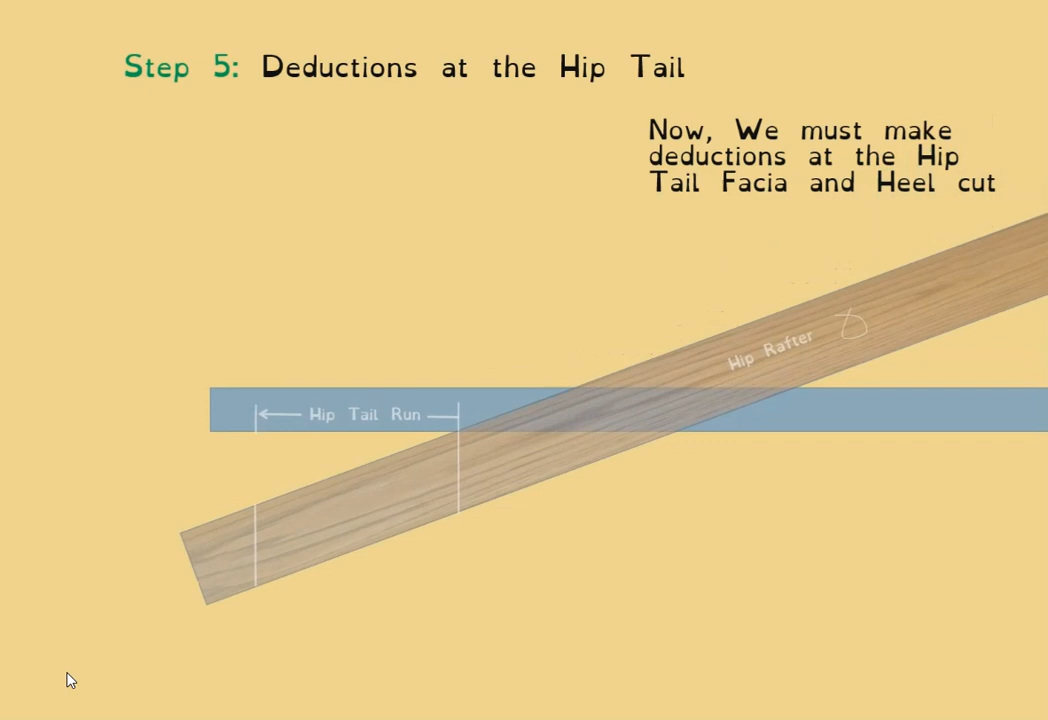 Step 5: Deductions at the Hip Tail
Now, We must make
deductions at the Hip
Tail Facia and Heel cut
Hip Rafter
Hip Tail Run